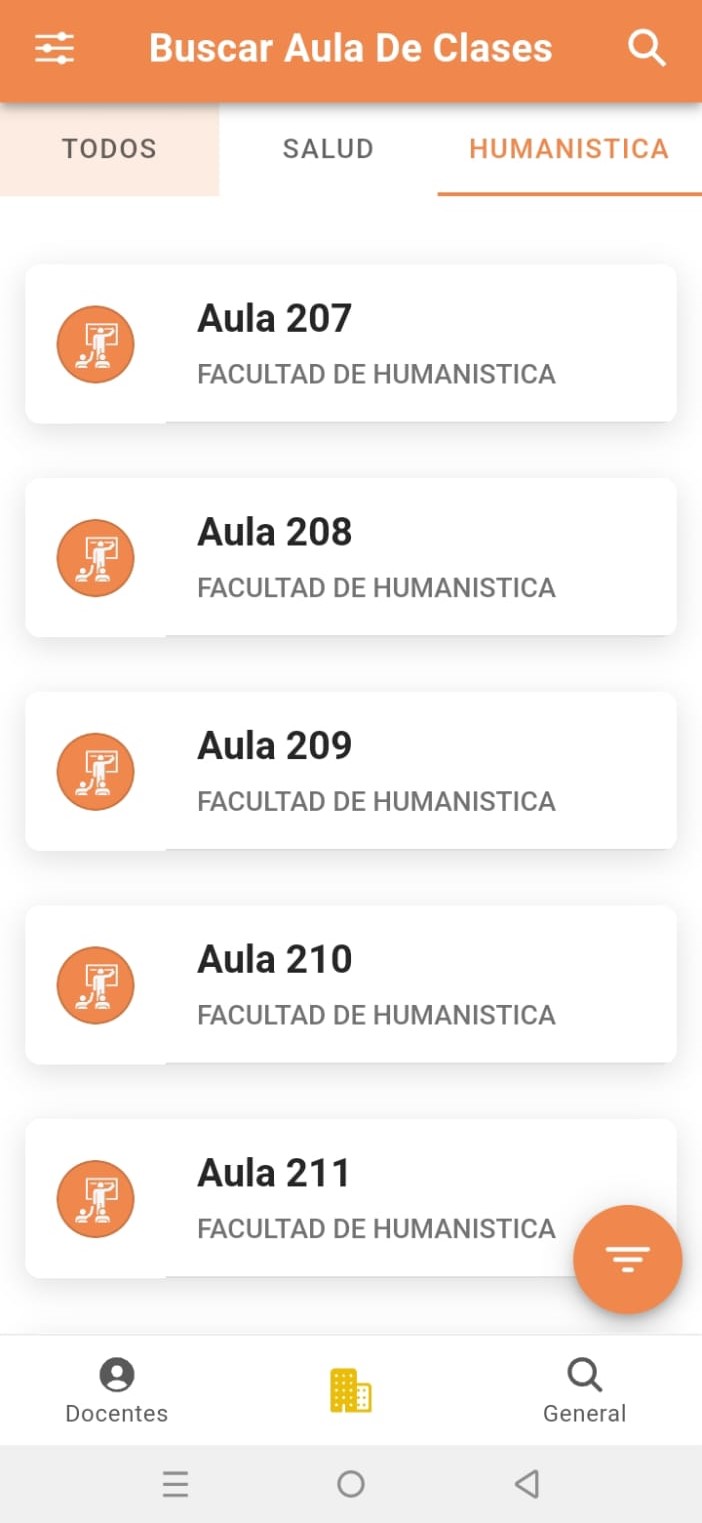 Buscar Aula De Clases
TODOS SALUD HUMANISTICA
Aula 207
FACULTAD DE HUMANISTICA
Aula 208
FACULTAD DE HUMANISTICA
Aula 209
FACULTAD DE HUMANISTICA
Aula 210
FACULTAD DE HUMANISTICA
Aula 211
FACULTAD DE HUMANISTICA
Docentes General